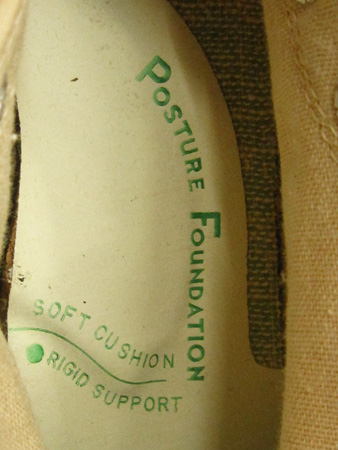 POSTURE FOUNDATION
SOFT CUSHION
RIGID SUPPORT